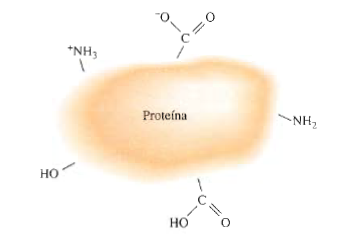 ⁻O O
C
⁺NH₃
Proteína
NH₂
HO
C
HO O